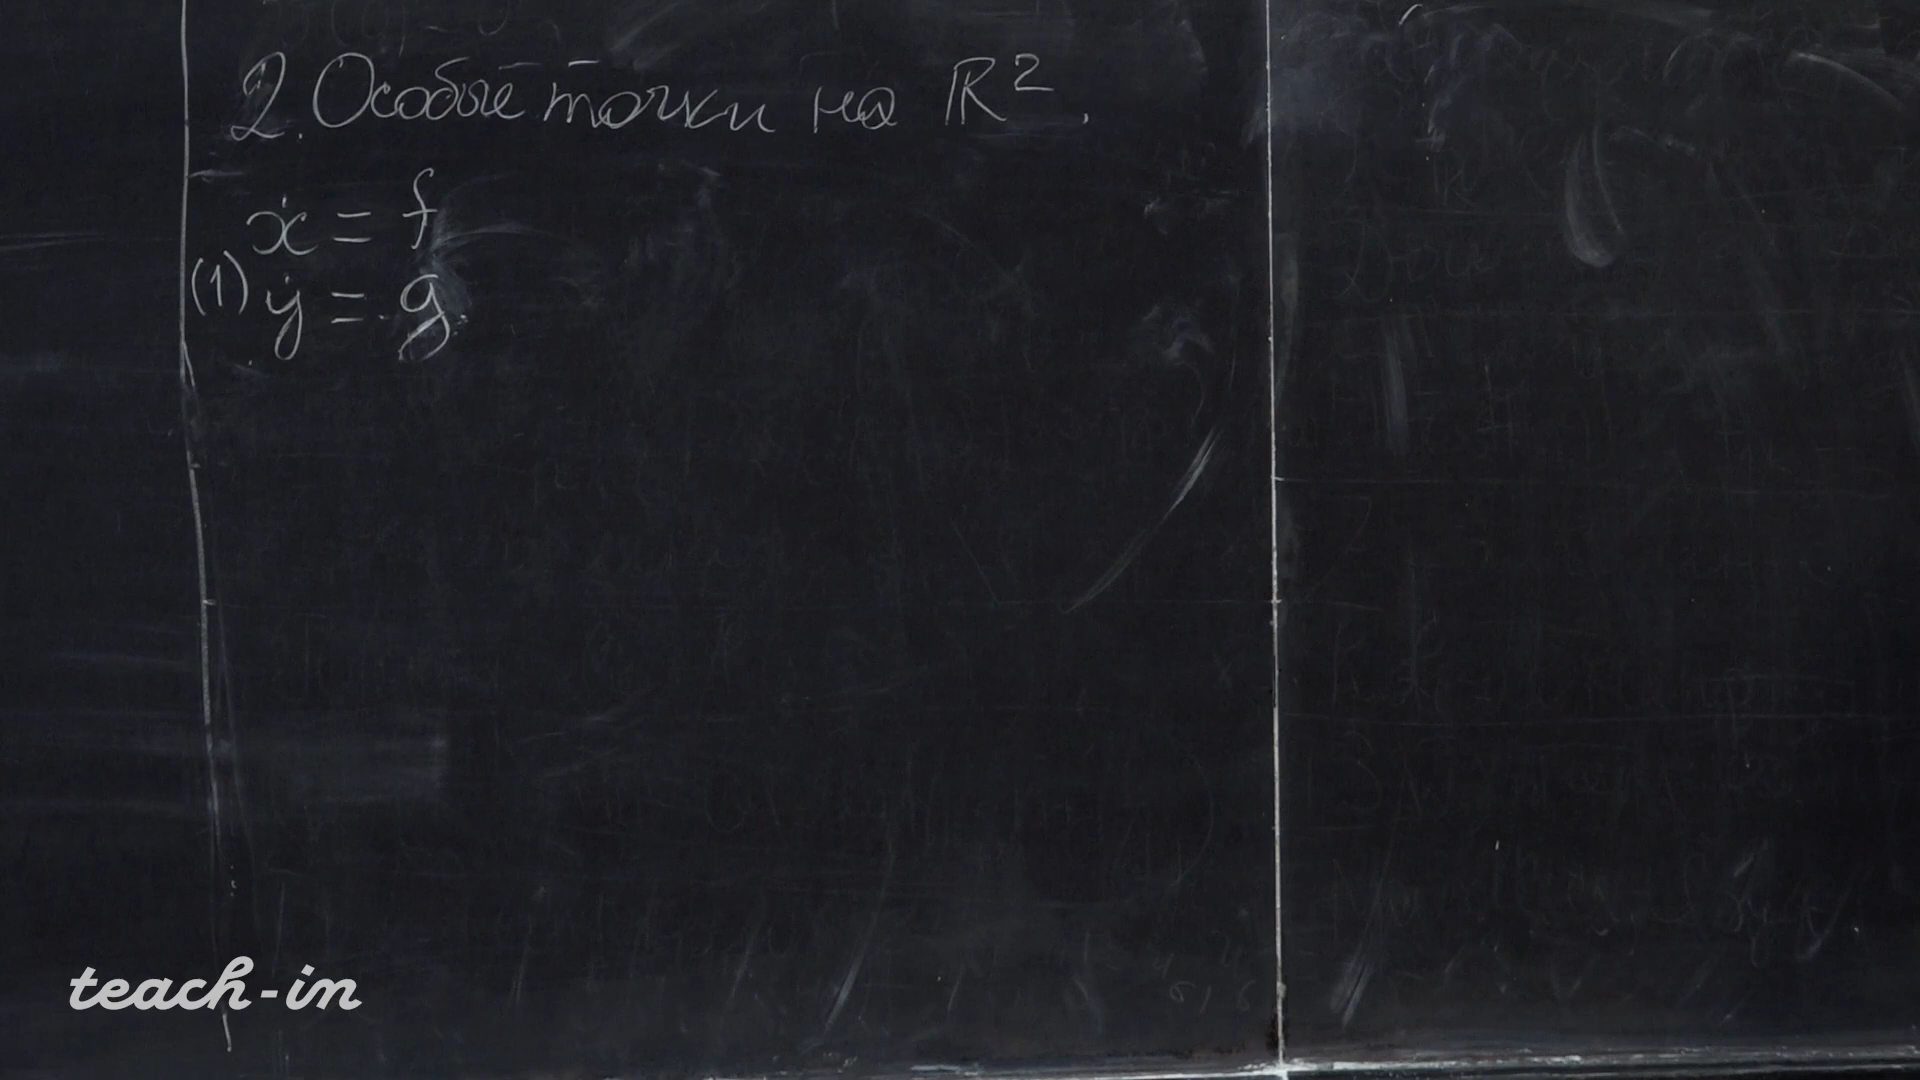 2. Особые точки на ℝ².
ẋ = f
(1) ẏ = g
teach-in